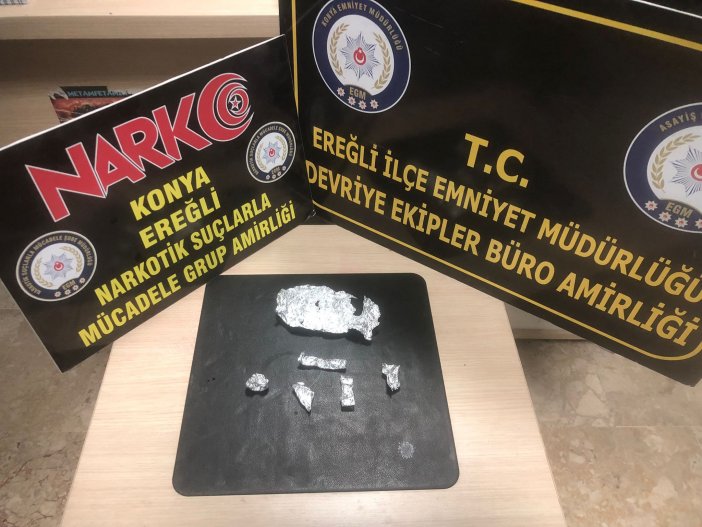 METAMFETAMİN
NARKO
KONYA
EREĞLİ
NARKOTİK SUÇLARLA
MÜCADELE GRUP AMİRLİĞİ
KONYA EMNİYET MÜDÜRLÜĞÜ
EGM
T.C.
EREĞLİ İLÇE EMNİYET MÜDÜRLÜĞÜ
DEVRİYE EKİPLER BÜRO AMİRLİĞİ
ASAYİŞ
EGM